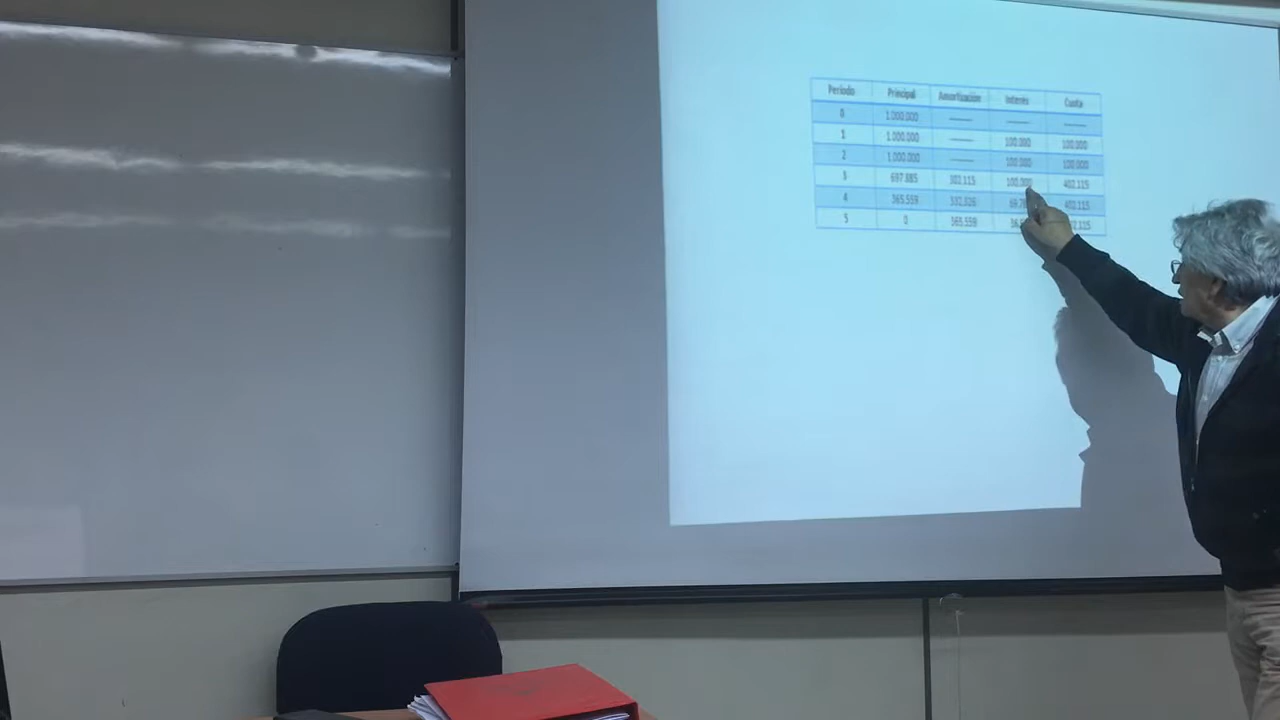 Período Principal Amortización Interés Cuota
0 1.000.000 ——— ——— ———
1 1.000.000 ——— 100.000 100.000
2 1.000.000 ——— 100.000 100.000
3 697.885 302.115 100.000 402.115
4 365.559 332.326 402.115
5 0 365.559